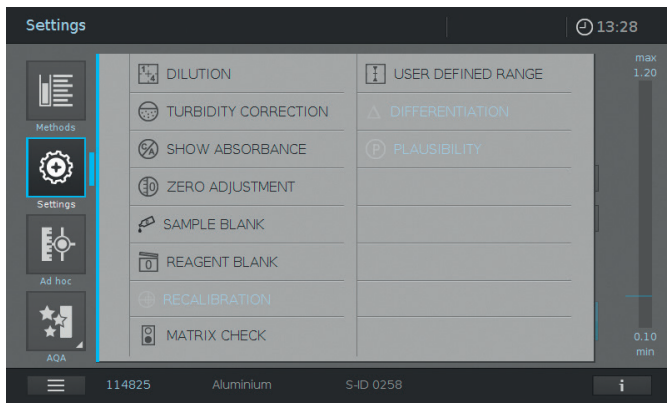 Settings
13:28
Methods
Settings
Ad hoc
AQA
DILUTION
TURBIDITY CORRECTION
SHOW ABSORBANCE
ZERO ADJUSTMENT
SAMPLE BLANK
REAGENT BLANK
RECALIBRATION
MATRIX CHECK
USER DEFINED RANGE
DIFFERENTIATION
PLAUSIBILITY
max
1.20
0.10
min
114825 Aluminium S-ID 0258